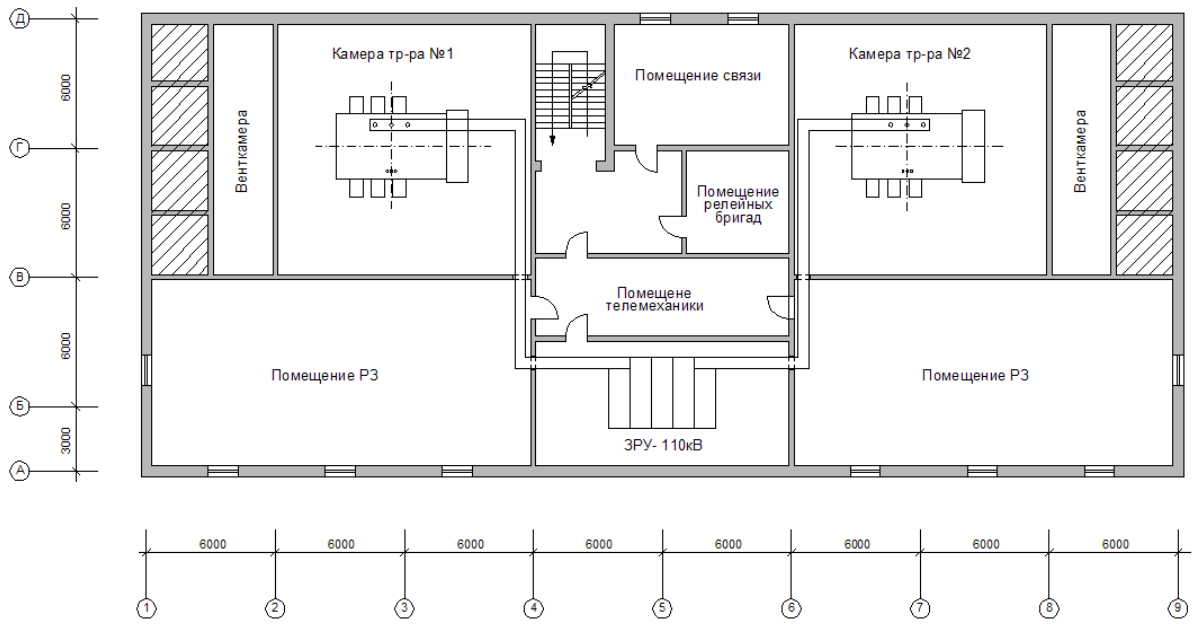 Д
Камера тр-ра №1
Камера тр-ра №2
Помещение связи
6000
Венткамера
Венткамера
Г
Помещение
релейных
бригад
6000
В
Помещене
телемеханики
6000
Помещение РЗ
Помещение РЗ
Б
3000
ЗРУ- 110кВ
А
6000 6000 6000 6000 6000 6000 6000 6000
1 2 3 4 5 6 7 8 9